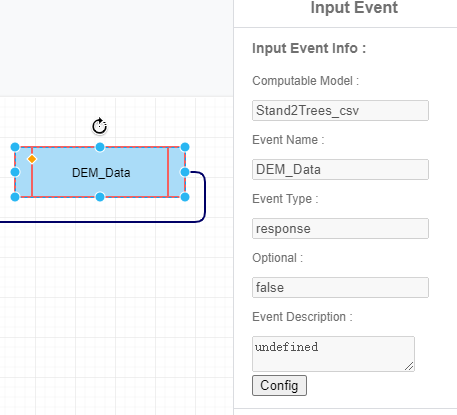 DEM_Data
Input Event
Input Event Info :
Computable Model :
Stand2Trees_csv
Event Name :
DEM_Data
Event Type :
response
Optional :
false
Event Description :
undefined
Config